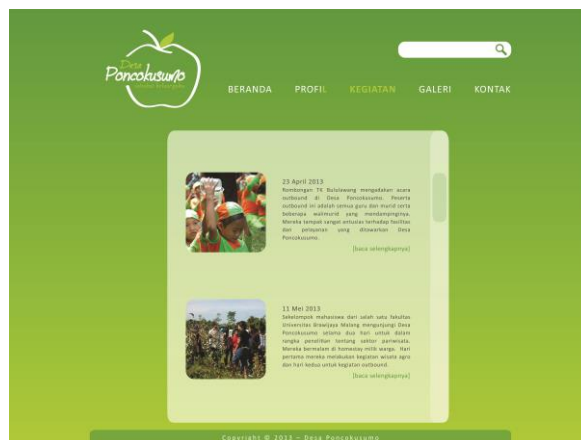 Desa
Poncokusumo
BERANDA PROFIL KEGIATAN GALERI KONTAK
23 April 2013
Rombongan TK Bululawang mengadakan acara
outbound di Desa Poncokusumo. Peserta
outbound ini adalah semua guru dan murid serta
beberapa walimurid yang mendampinginya.
Mereka tampak sangat antusias terhadap fasilitas
dan pelayanan yang ditawarkan Desa
Poncokusumo.
[baca selengkapnya]
11 Mei 2013
Sekelompok mahasiswa dari salah satu fakultas
Universitas Brawijaya Malang mengunjungi Desa
Poncokusumo selama dua hari untuk dalam
rangka penelitian tentang sektor pariwisata.
Mereka bermalam di homestay milik warga. Hari
pertama mereka melakukan kegiatan wisata agro
dan hari kedua untuk kegiatan outbound.
[baca selengkapnya]
Copyright © 2013 – Desa Poncokusumo